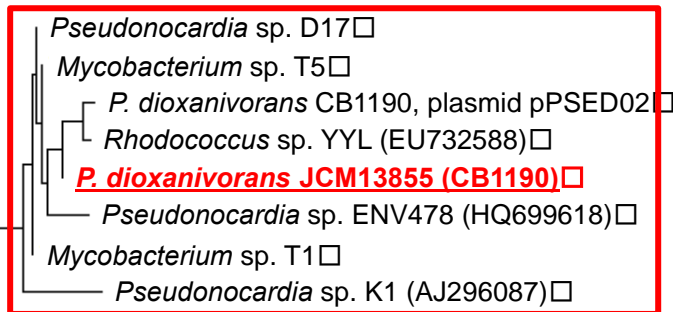 Pseudonocardia sp. D17□
Mycobacterium sp. T5□
P. dioxanivorans CB1190, plasmid pPSED02□
Rhodococcus sp. YYL (EU732588)□
P. dioxanivorans JCM13855 (CB1190)□
Pseudonocardia sp. ENV478 (HQ699618)□
Mycobacterium sp. T1□
Pseudonocardia sp. K1 (AJ296087)□